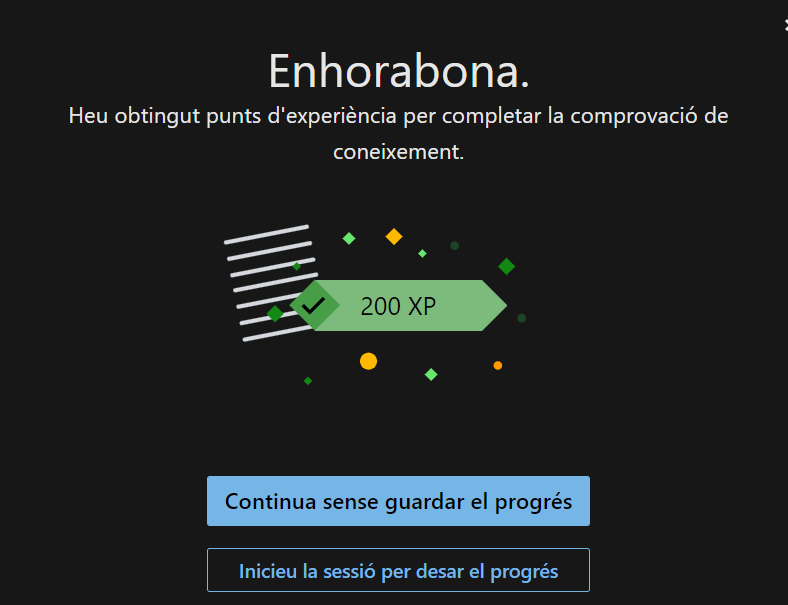 Enhorabona.
Heu obtingut punts d'experiència per completar la comprovació de
coneixement.
200 XP
Continua sense guardar el progrés
Inicieu la sessió per desar el progrés